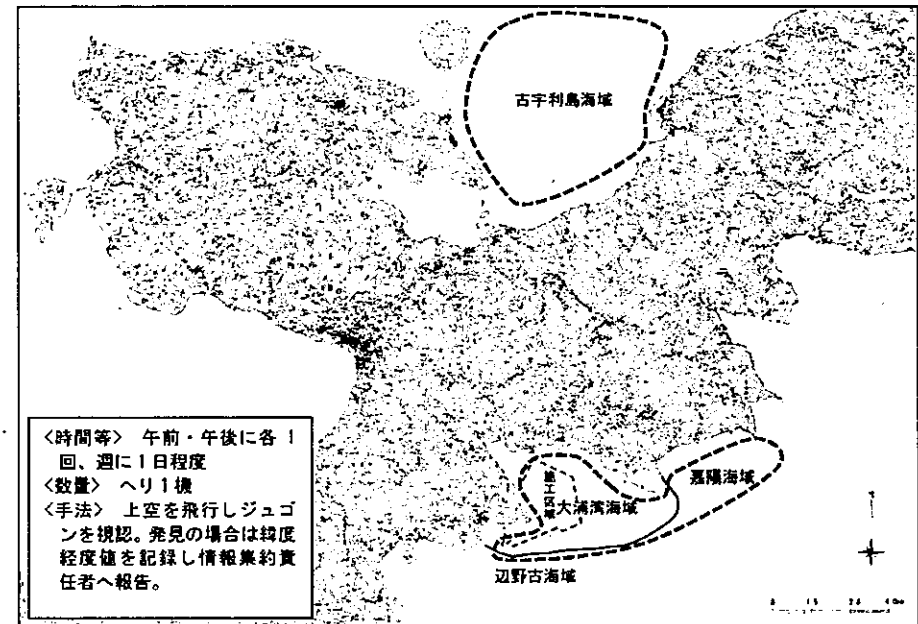 古宇利島海域
嘉陽海域
施工区域
大浦湾海域
辺野古海域
<時間等> 午前・午後に各1
回、週に1日程度
<数量> ヘリ1機
<手法> 上空を飛行しジュゴ
ンを視認。発見の場合は緯度
経度値を記録し情報集約責
任者へ報告。